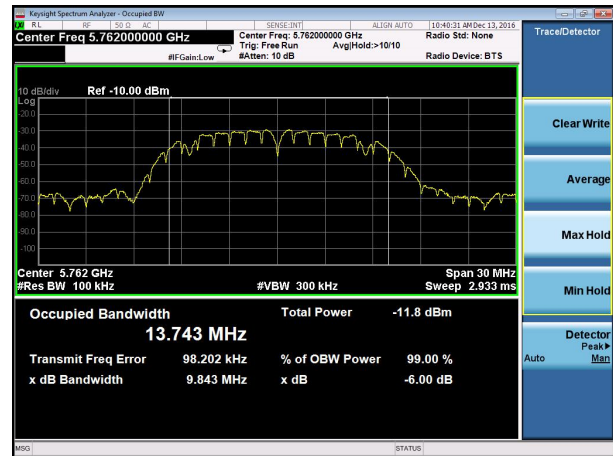 Keysight Spectrum Analyzer - Occupied BW
RL RF 50 Ω AC SENSE:INT ALIGN AUTO 10:40:31 AM Dec 13, 2016
Center Freq 5.762000000 GHz
Center Freq: 5.762000000 GHz
Radio Std: None
Trig: Free Run Avg|Hold:>10/10
#IFGain:Low
#Atten: 10 dB
Radio Device: BTS
10 dB/div Ref -10.00 dBm
Log
-20.0
-30.0
-40.0
-50.0
-60.0
-70.0
-80.0
-90.0
-100
Center 5.762 GHz
Span 30 MHz
#Res BW 100 kHz
#VBW 300 kHz
Sweep 2.933 ms
Occupied Bandwidth
13.743 MHz
Total Power -11.8 dBm
Transmit Freq Error 98.202 kHz
% of OBW Power 99.00 %
x dB Bandwidth 9.843 MHz
x dB -6.00 dB
MSG
STATUS
Trace/Detector
Clear Write
Average
Max Hold
Min Hold
Detector
Peak▶
Auto Man